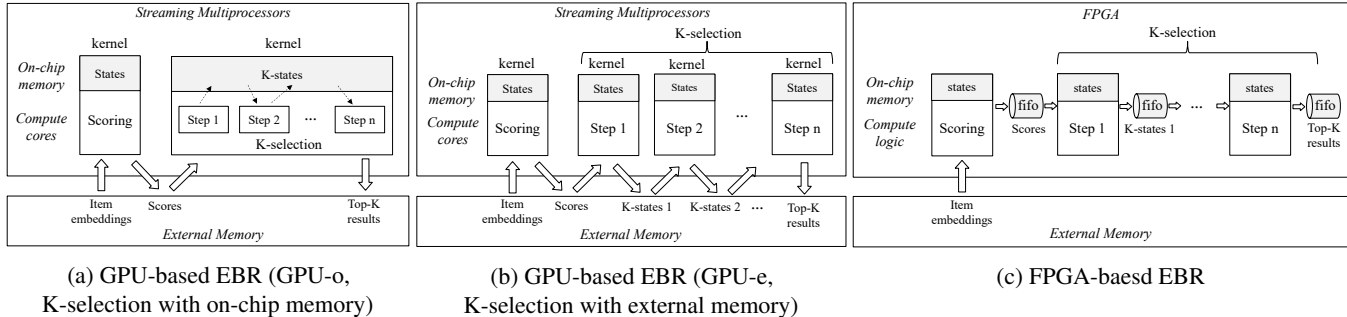 Streaming Multiprocessors
kernel
kernel
On-chip
memory
States
K-states
Compute
cores
Scoring
Step 1
Step 2
...
Step n
K-selection
Item
embeddings
Scores
Top-K
results
External Memory
(a) GPU-based EBR (GPU-o,
K-selection with on-chip memory)
Streaming Multiprocessors
K-selection
kernel
kernel
kernel
kernel
On-chip
memory
States
States
States
States
Compute
cores
Scoring
Step 1
Step 2
...
Step n
Item
embeddings
Scores
K-states 1
K-states 2
...
Top-K
results
External Memory
(b) GPU-based EBR (GPU-e,
K-selection with external memory)
FPGA
K-selection
On-chip
memory
states
states
states
fifo
fifo
...
fifo
Compute
logic
Scoring
Scores
Step 1
K-states 1
Step n
Top-K
results
Item
embeddings
External Memory
(c) FPGA-baesd EBR